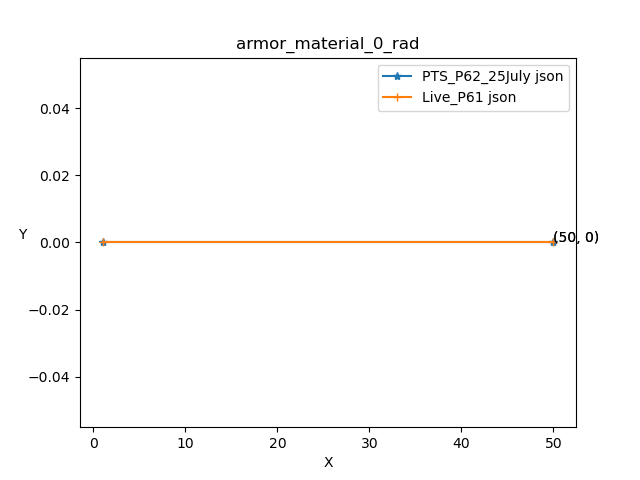 armor_material_0_rad
PTS_P62_25July json
Live_P61 json
0.04
0.02
0.00
−0.02
−0.04
Y
(50, 0)
0 10 20 30 40 50
X